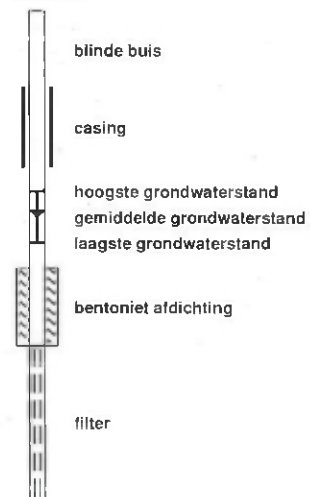 blinde buis
casing
hoogste grondwaterstand
gemiddelde grondwaterstand
laagste grondwaterstand
bentoniet afdichting
filter